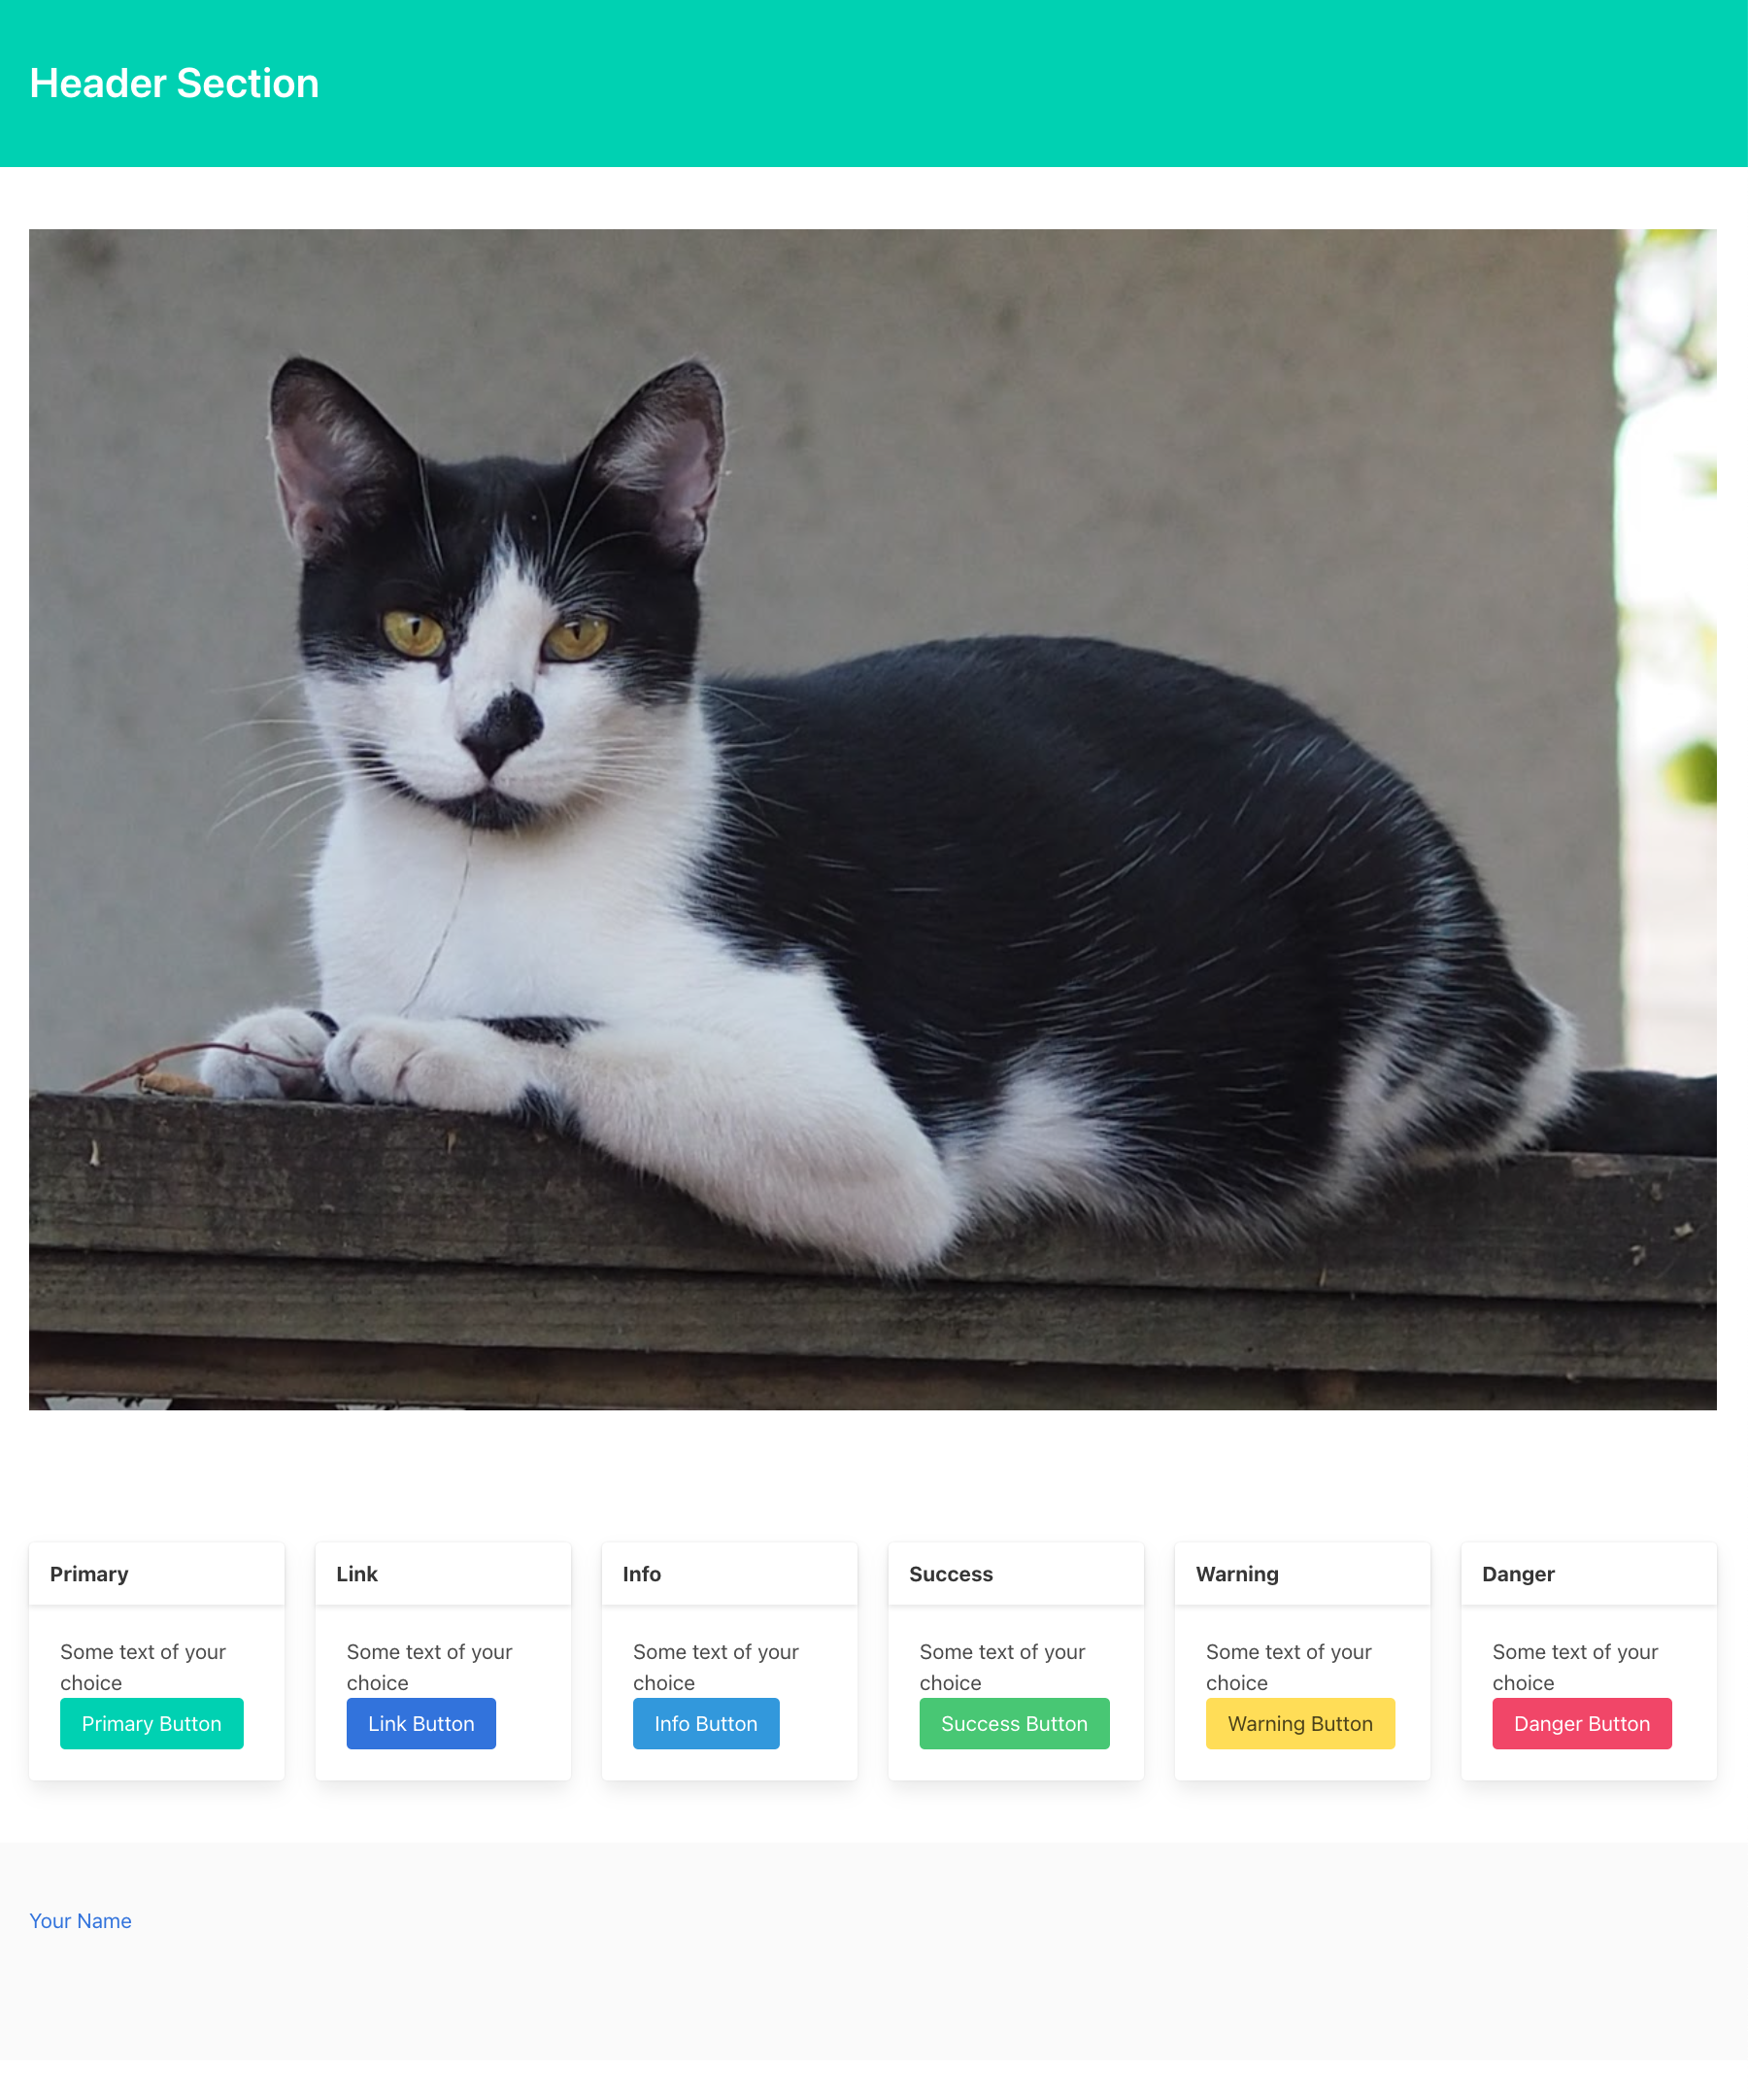 Header Section
Primary
Some text of your
choice
Primary Button
Link
Some text of your
choice
Link Button
Info
Some text of your
choice
Info Button
Success
Some text of your
choice
Success Button
Warning
Some text of your
choice
Warning Button
Danger
Some text of your
choice
Danger Button
Your Name